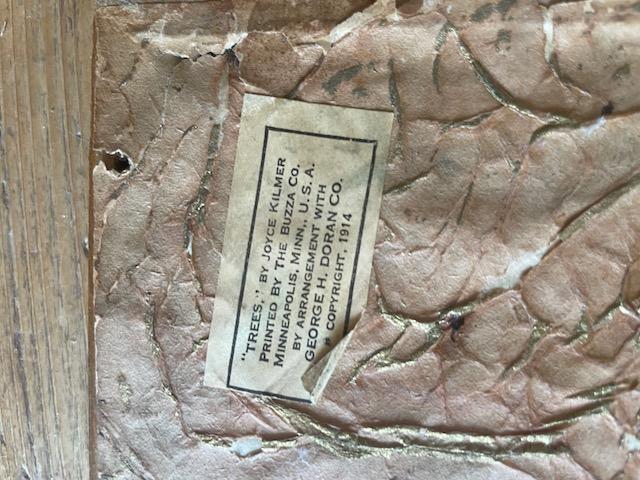 "TREES," BY JOYCE KILMER
PRINTED BY THE BUZZA CO.
MINNEAPOLIS, MINN., U.S.A.
BY ARRANGEMENT WITH
GEORGE H. DORAN CO.
COPYRIGHT, 1914